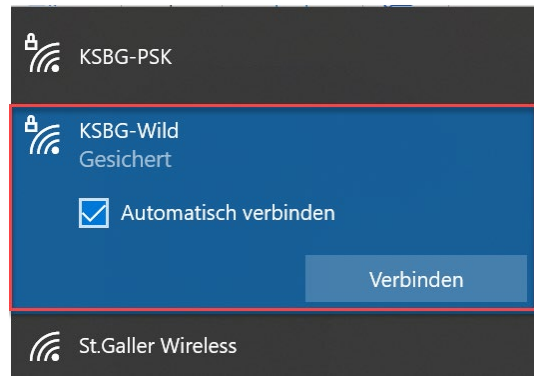 KSBG-PSK
KSBG-Wild
Gesichert
Automatisch verbinden
Verbinden
St.Galler Wireless